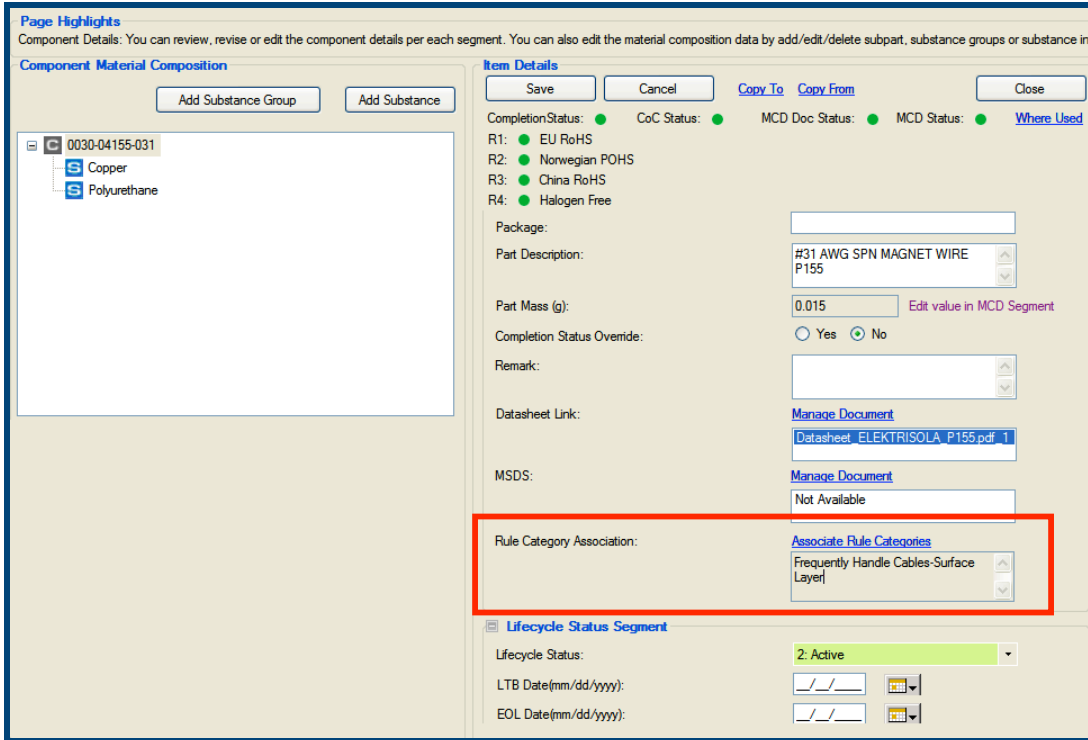 Page Highlights
Component Details: You can review, revise or edit the component details per each segment. You can also edit the material composition data by add/edit/delete subpart, substance groups or substance in
Component Material Composition
Add Substance Group
Add Substance
C 0030-04155-031
S Copper
S Polyurethane
Item Details
Save Cancel Copy To Copy From Close
CompletionStatus: CoC Status: MCD Doc Status: MCD Status: Where Used
R1: EU RoHS
R2: Norwegian POHS
R3: China RoHS
R4: Halogen Free
Package:
Part Description: #31 AWG SPN MAGNET WIRE
P155
Part Mass (g): 0.015 Edit value in MCD Segment
Completion Status Override: Yes No
Remark:
Datasheet Link: Manage Document
Datasheet_ELEKTRISOLA_P155.pdf_1
MSDS: Manage Document
Not Available
Rule Category Association: Associate Rule Categories
Frequently Handle Cables-Surface
Layer
Lifecycle Status Segment
Lifecycle Status: 2: Active
LTB Date(mm/dd/yyyy): __/__/____
EOL Date(mm/dd/yyyy): __/__/____